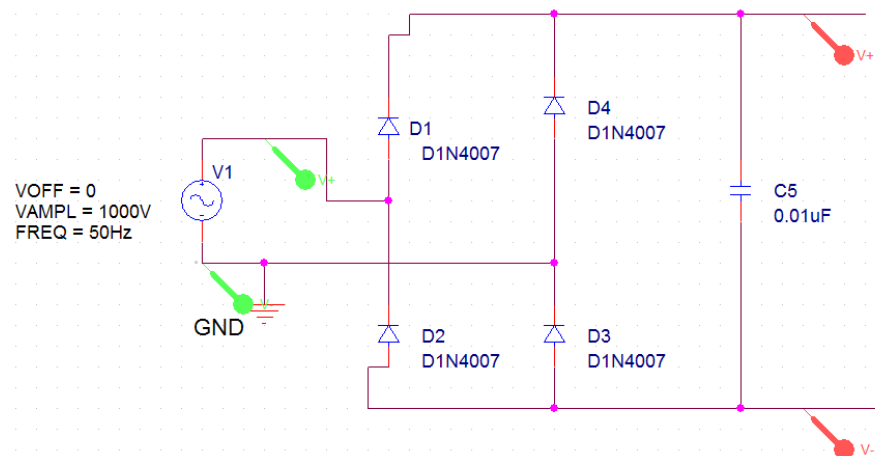 V+
D4
D1
D1N4007
D1N4007
V1
V+
VOFF = 0
VAMPL = 1000V
FREQ = 50Hz
C5
0.01uF
V-
GND
D2
D1N4007
D3
D1N4007
V-